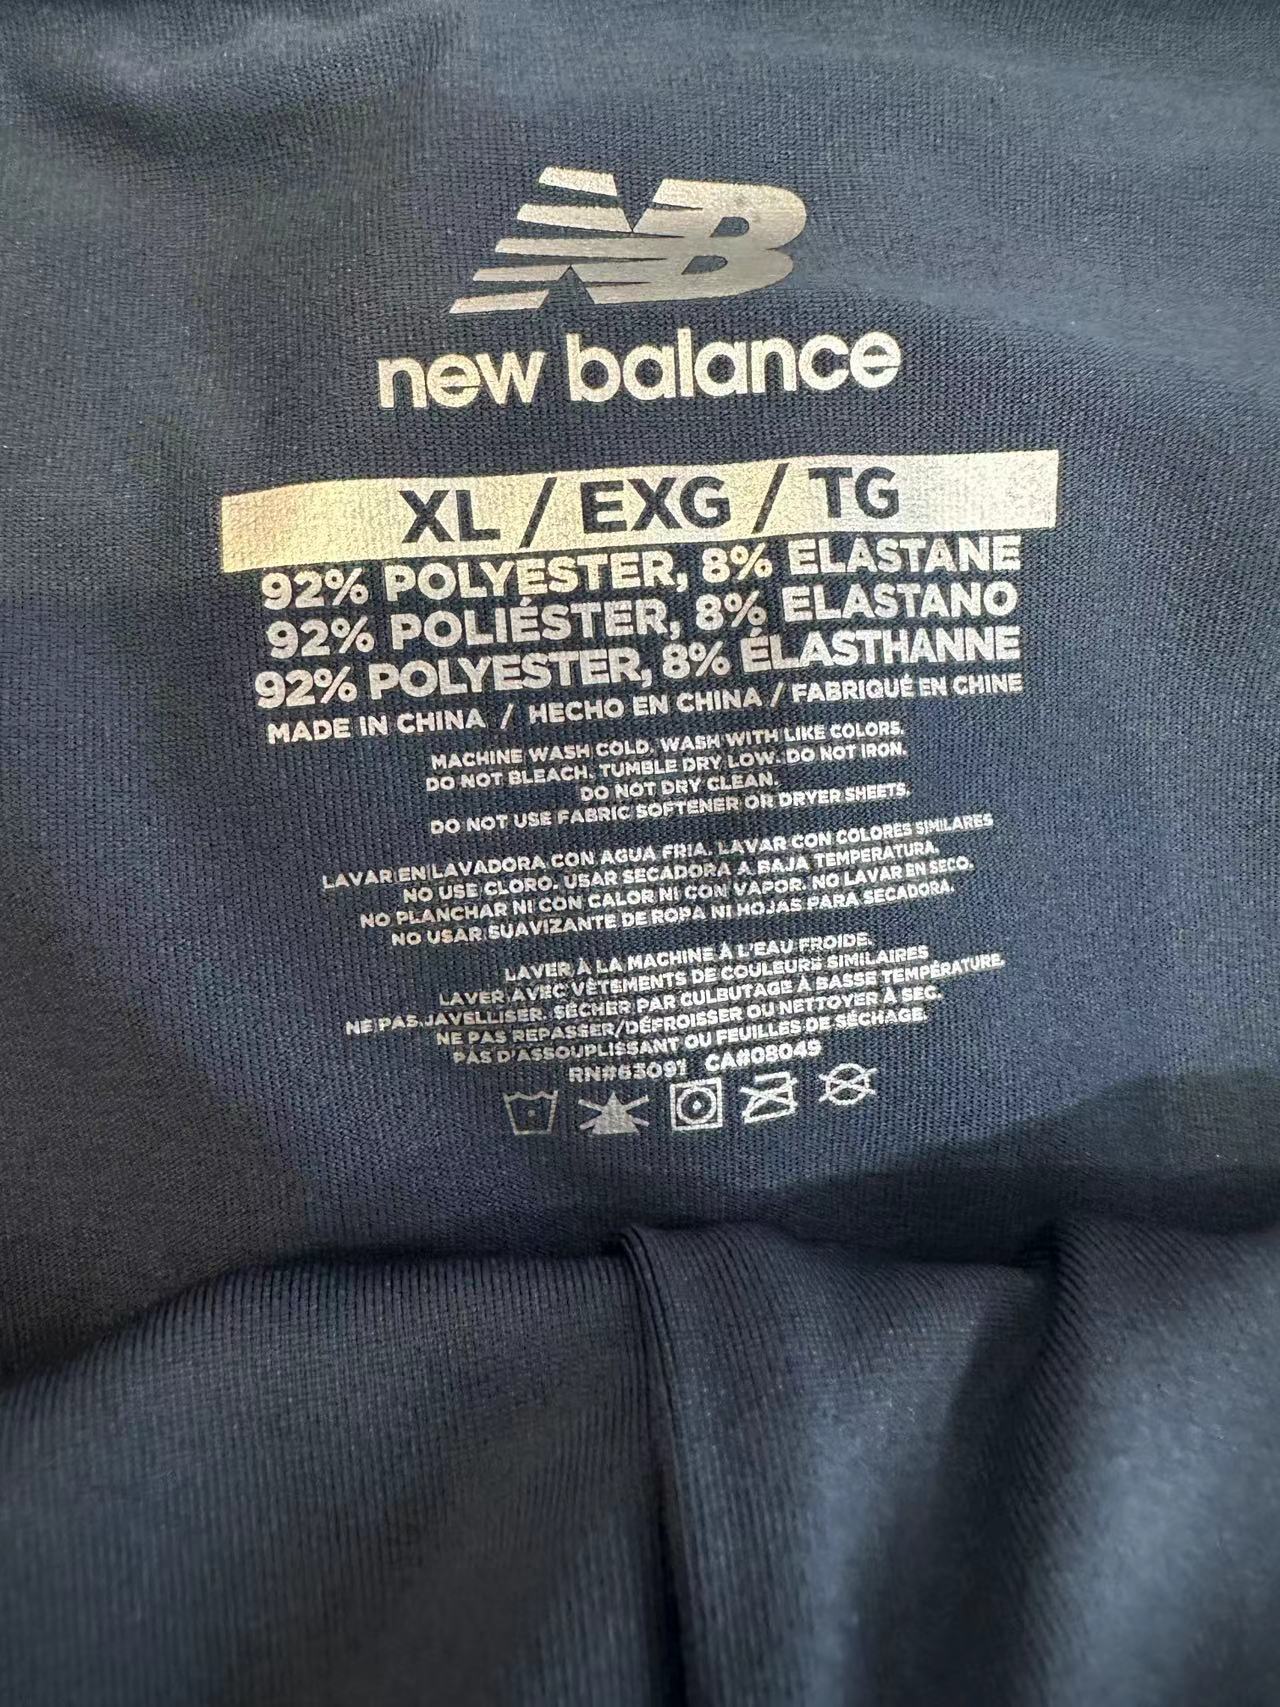 NB
new balance
XL / EXG / TG
92% POLYESTER, 8% ELASTANE
92% POLIÉSTER, 8% ELASTANO
92% POLYESTER, 8% ÉLASTHANNE
MADE IN CHINA / HECHO EN CHINA / FABRIQUÉ EN CHINE
MACHINE WASH COLD. WASH WITH LIKE COLORS.
DO NOT BLEACH. TUMBLE DRY LOW. DO NOT IRON.
DO NOT DRY CLEAN.
DO NOT USE FABRIC SOFTENER OR DRYER SHEETS.
LAVAR EN LAVADORA CON AGUA FRIA. LAVAR CON COLORES SIMILARES
NO USE CLORO. USAR SECADORA A BAJA TEMPERATURA.
NO PLANCHAR NI CON CALOR NI CON VAPOR. NO LAVAR EN SECO.
NO USAR SUAVIZANTE DE ROPA NI HOJAS PARA SECADORA.
LAVER À LA MACHINE À L'EAU FROIDE.
LAVER AVEC VÊTEMENTS DE COULEURS SIMILAIRES
NE PAS JAVELLISER. SÉCHER PAR CULBUTAGE À BASSE TEMPÉRATURE.
NE PAS REPASSER/DÉFROISSER OU NETTOYER À SEC.
PAS D'ASSOUPLISSANT OU FEUILLES DE SÉCHAGE.
RN#63091 CA#08049